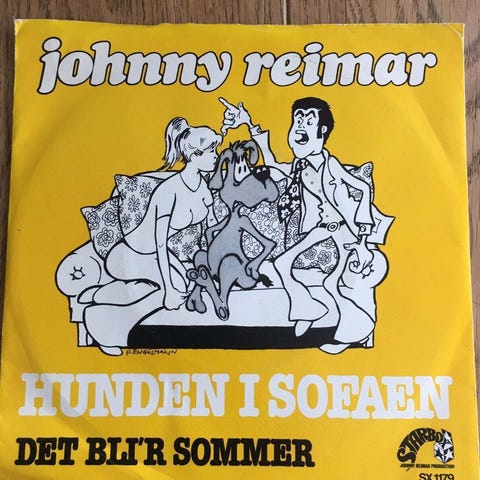 johnny reimar
P. ENGELMANN
HUNDEN I SOFAEN
DET BLI'R SOMMER
STARBOX
JOHNNY REIMAR PRODUCTION
SX 1179